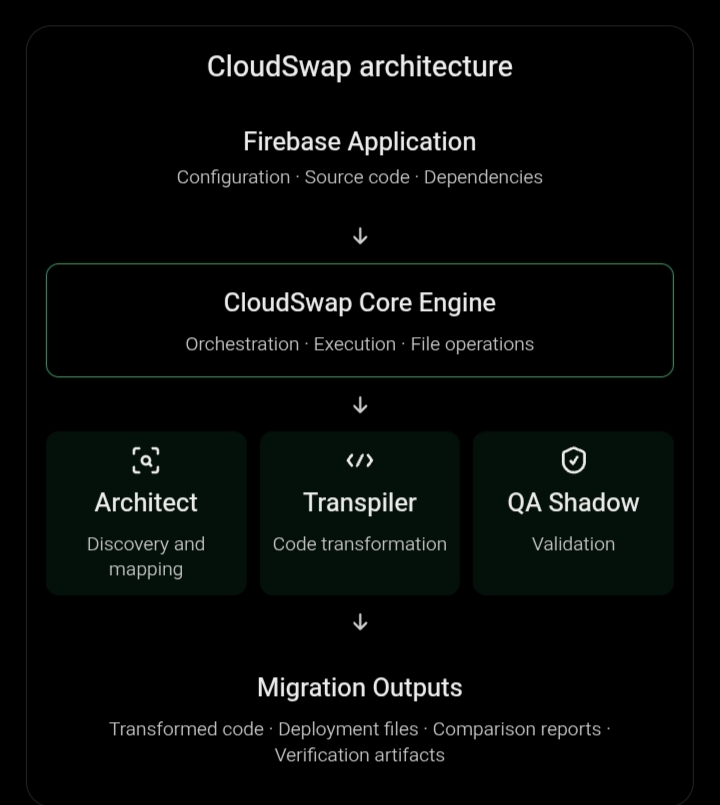 CloudSwap architecture
Firebase Application
Configuration · Source code · Dependencies
CloudSwap Core Engine
Orchestration · Execution · File operations
Architect
Discovery and
mapping
Transpiler
Code transformation
QA Shadow
Validation
Migration Outputs
Transformed code · Deployment files · Comparison reports ·
Verification artifacts